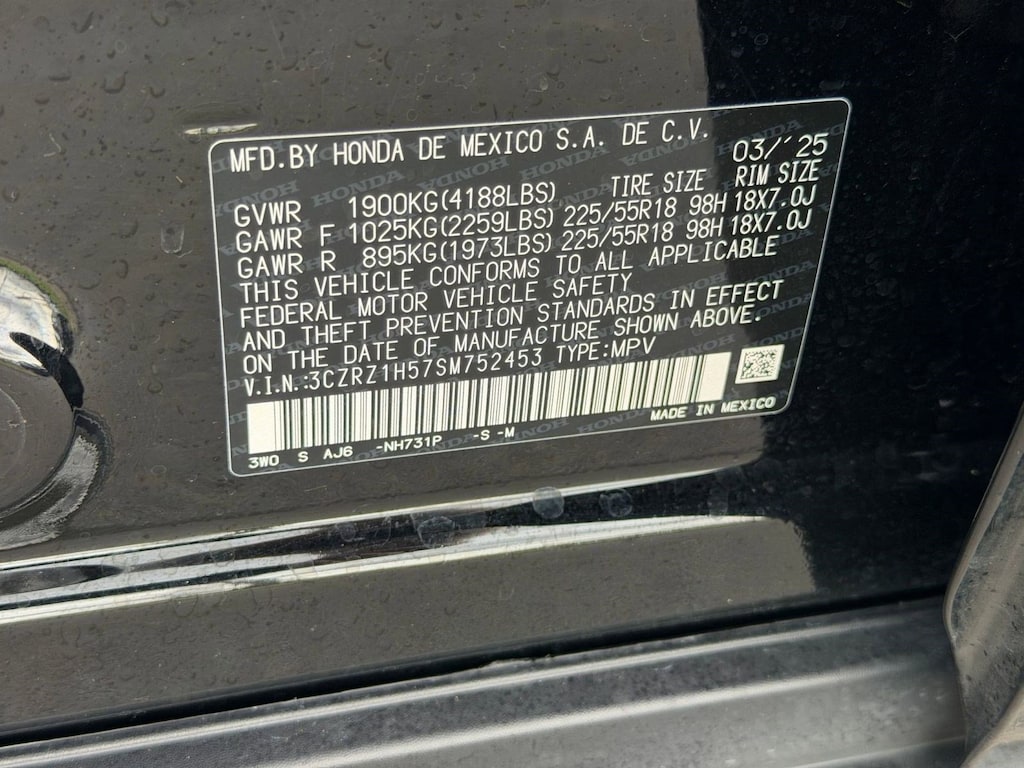 MFD.BY HONDA DE MEXICO S.A. DE C.V. 03/'25
TIRE SIZE RIM SIZE
GVWR 1900KG(4188LBS)
GAWR F 1025KG(2259LBS) 225/55R18 98H 18X7.0J
GAWR R 895KG(1973LBS) 225/55R18 98H 18X7.0J
THIS VEHICLE CONFORMS TO ALL APPLICABLE
FEDERAL MOTOR VEHICLE SAFETY
AND THEFT PREVENTION STANDARDS IN EFFECT
ON THE DATE OF MANUFACTURE SHOWN ABOVE.
V.I.N.:3CZRZ1H57SM752453 TYPE:MPV
3WO S AJ6 -NH731P -S -M MADE IN MEXICO